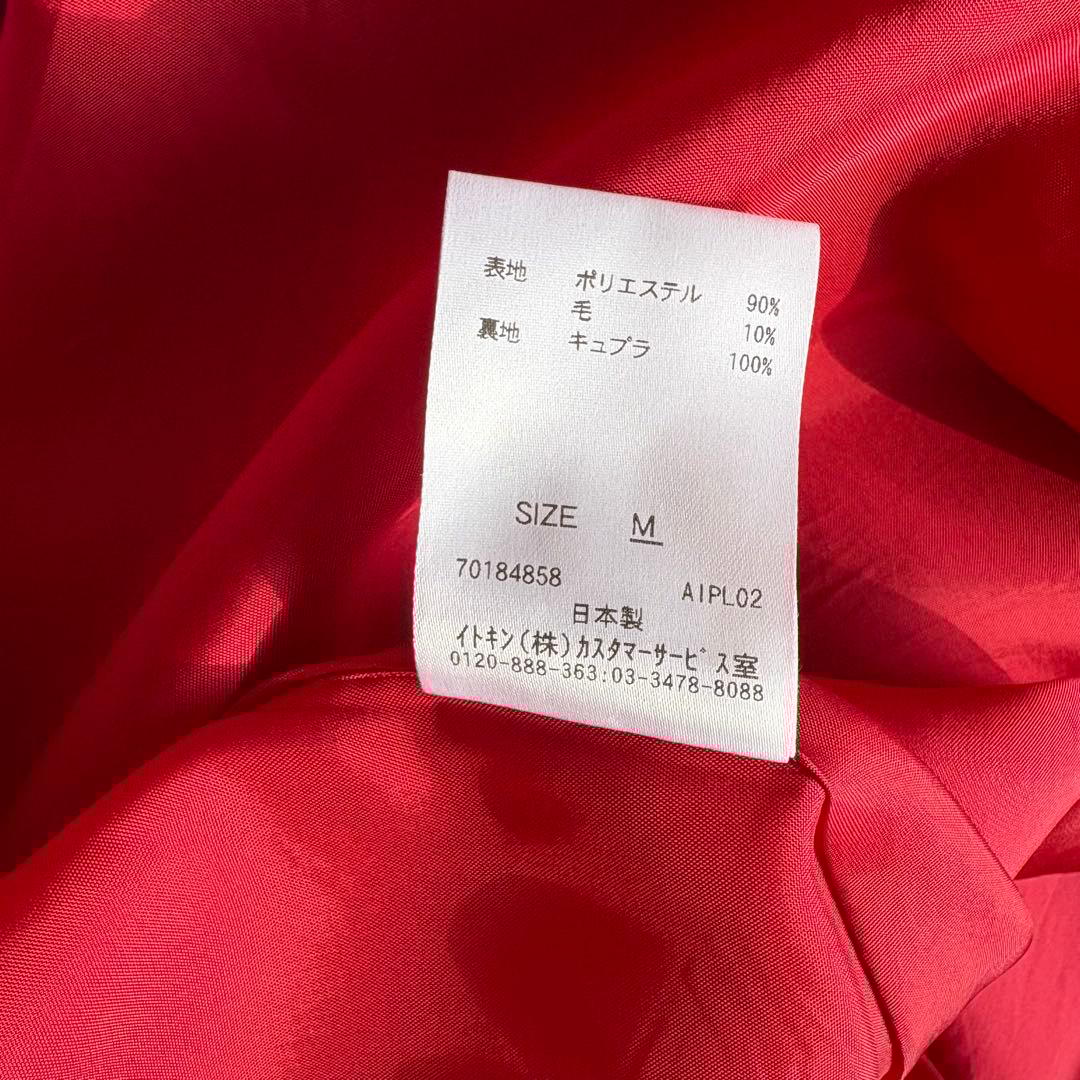 表地 ポリエステル 90%
毛 10%
裏地 キュプラ 100%
SIZE M
70184858 AIPL02
日本製
イトキン(株)カスタマーサービス室
0120-888-363:03-3478-8088